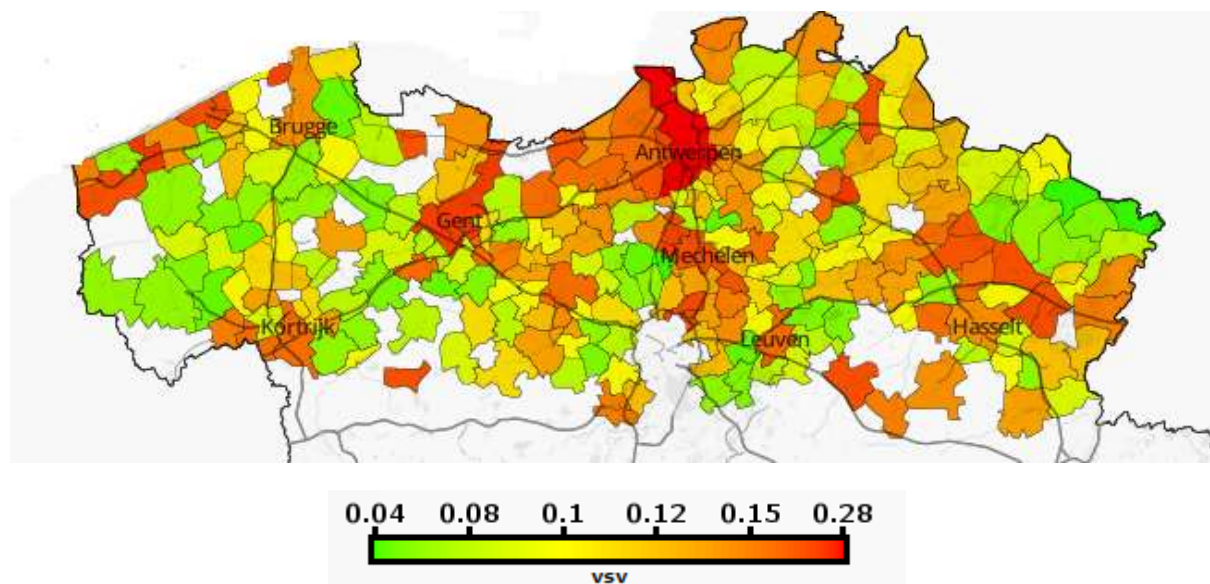 Brugge
Antwerpen
Gent
Mechelen
Kortrijk
Hasselt
Leuven
0.04 0.08 0.1 0.12 0.15 0.28
vsv